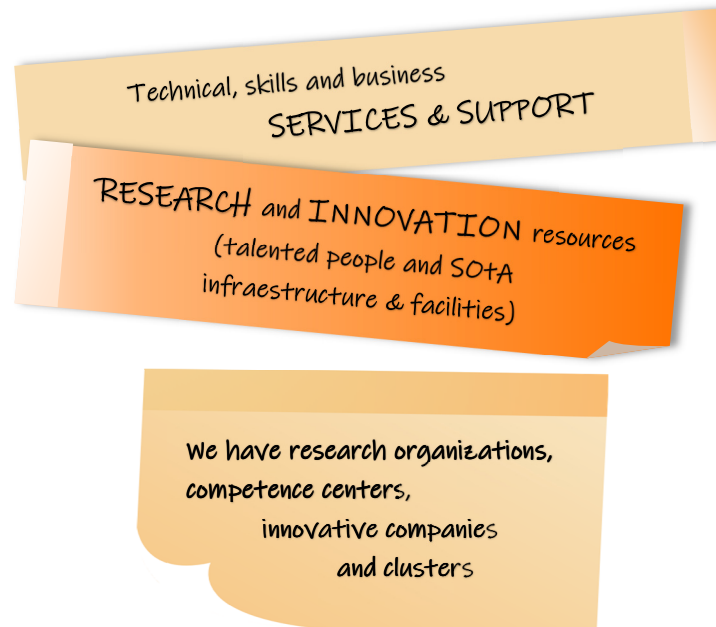 Technical, skills and business
SERVICES & SUPPORT
RESEARCH and INNOVATION resources
(talented people and SOtA
infraestructure & facilities)
We have research organizations,
competence centers,
innovative companies
and clusters